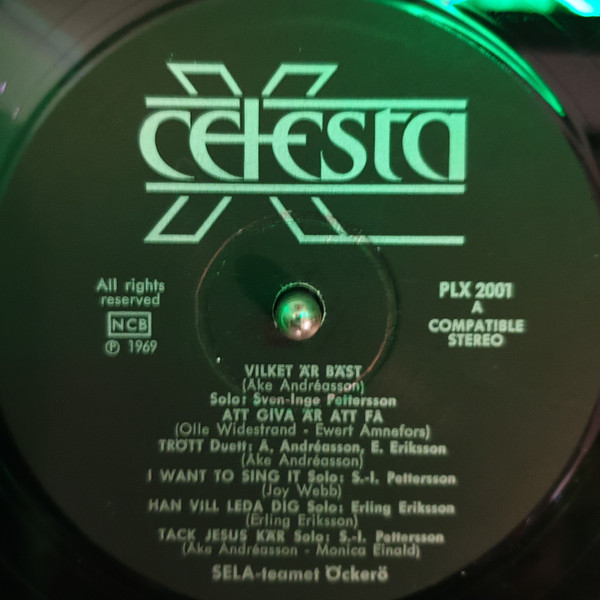 celesta
All rights
reserved
NCB
℗ 1969
PLX 2001
A
COMPATIBLE
STEREO
VILKET ÄR BÄST
(Åke Andréasson)
Solo: Sven-Inge Pettersson
ATT GIVA ÄR ATT FA
(Olle Widestrand - Ewert Amnefors)
TRÖTT Duett: A. Andréasson, E. Eriksson
(Åke Andréasson)
I WANT TO SING IT Solo: S.-I. Pettersson
(Joy Webb)
HAN VILL LEDA DIG Solo: Erling Eriksson
(Erling Eriksson)
TACK JESUS KÄR Solo: S.-I. Pettersson
(Åke Andréasson - Monica Einald)
SELA-teamet Öckerö